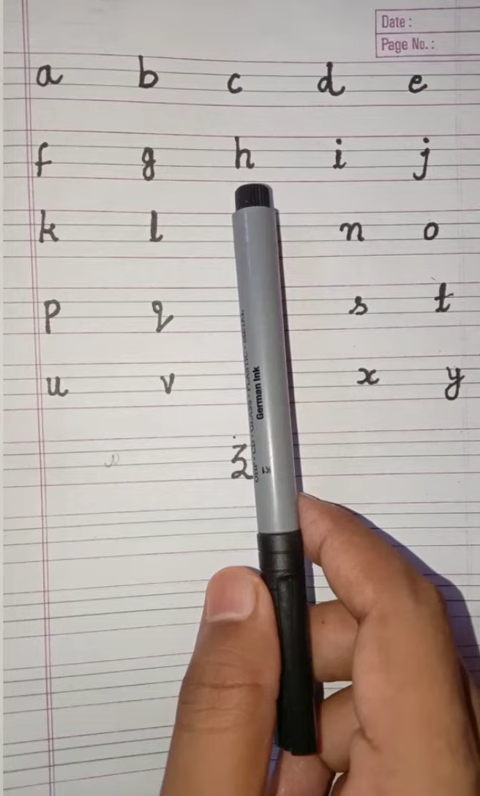 Date :
Page No. :
a b c d e
f g h i j
k l n o
p q s t
u v x y
z
German Ink